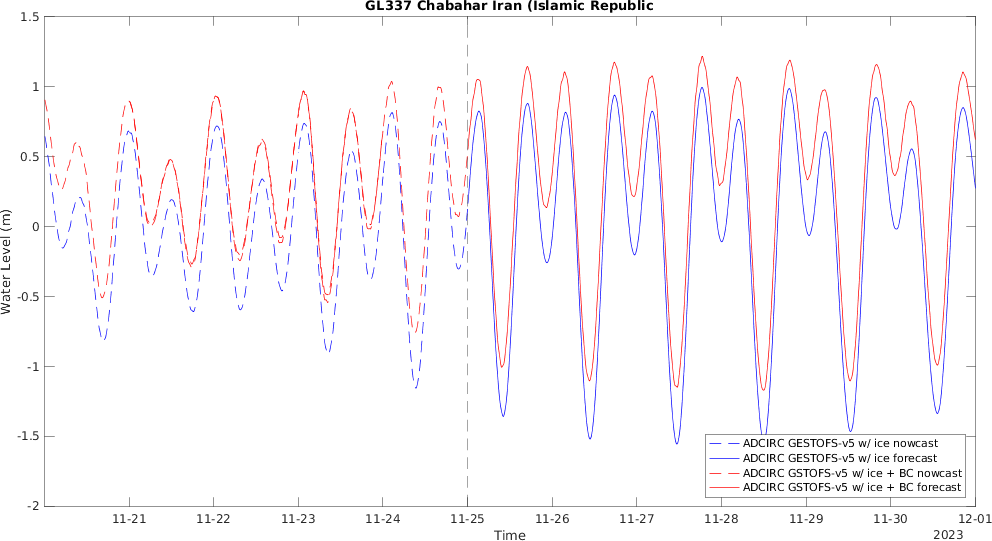 GL337 Chabahar Iran (Islamic Republic
1.5
1
0.5
0
-0.5
-1
-1.5
-2
Water Level (m)
11-21
11-22
11-23
11-24
11-25
11-26
11-27
11-28
11-29
11-30
12-01
Time
2023
ADCIRC GESTOFS-v5 w/ ice nowcast
ADCIRC GESTOFS-v5 w/ ice forecast
ADCIRC GSTOFS-v5 w/ ice + BC nowcast
ADCIRC GSTOFS-v5 w/ ice + BC forecast